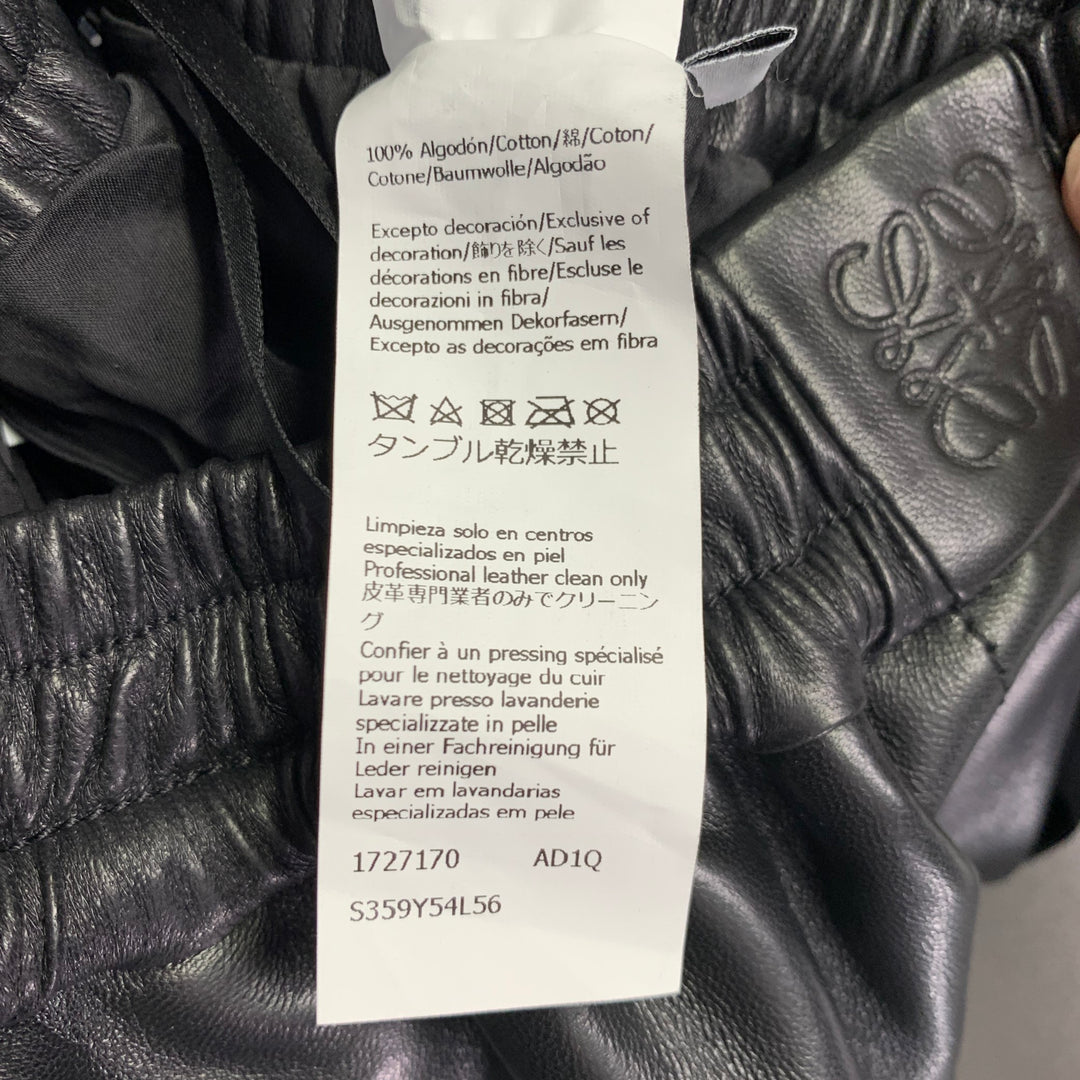 100% Algodón/Cotton/綿/Coton/
Cotone/Baumwolle/Algodão
Excepto decoración/Exclusive of
decoration/飾りを除く/Sauf les
décorations en fibre/Escluse le
decorazioni in fibra/
Ausgenommen Dekorfasern/
Excepto as decorações em fibra
タンブル乾燥禁止
Limpieza solo en centros
especializados en piel
Professional leather clean only
皮革専門業者のみでクリーニン
グ
Confier à un pressing spécialisé
pour le nettoyage du cuir
Lavare presso lavanderie
specializzate in pelle
In einer Fachreinigung für
Leder reinigen
Lavar em lavandarias
especializadas em pele
1727170 AD1Q
S359Y54L56